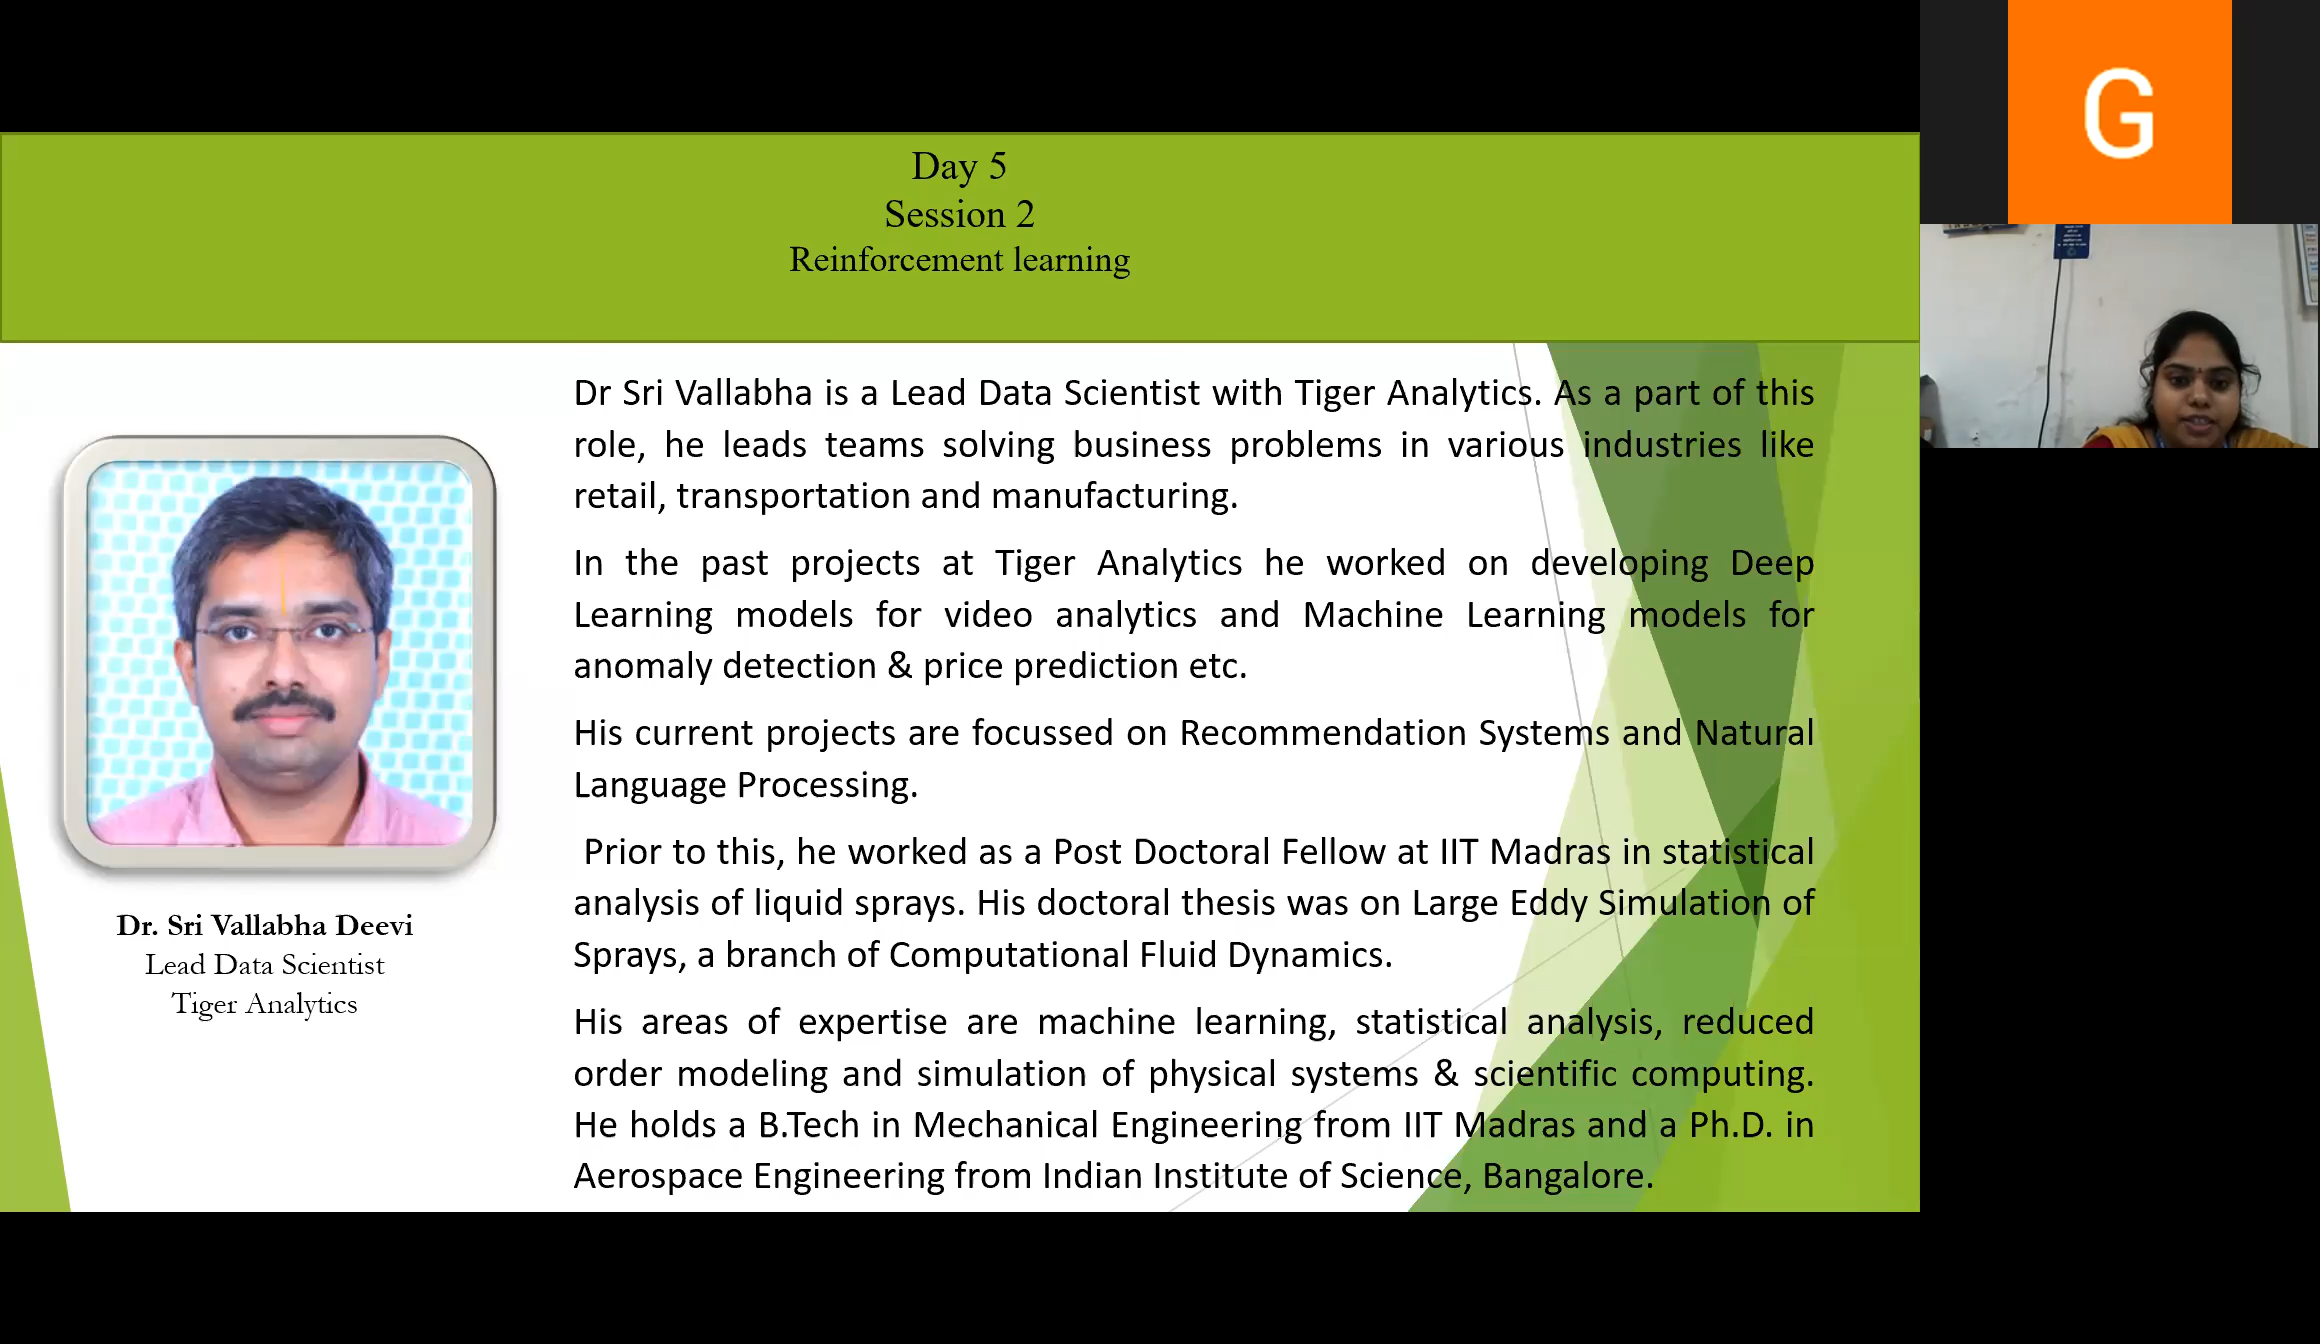 Day 5
Session 2
Reinforcement learning
G
Dr Sri Vallabha is a Lead Data Scientist with Tiger Analytics. As a part of this
role, he leads teams solving business problems in various industries like
retail, transportation and manufacturing.
In the past projects at Tiger Analytics he worked on developing Deep
Learning models for video analytics and Machine Learning models for
anomaly detection & price prediction etc.
His current projects are focussed on Recommendation Systems and Natural
Language Processing.
Prior to this, he worked as a Post Doctoral Fellow at IIT Madras in statistical
analysis of liquid sprays. His doctoral thesis was on Large Eddy Simulation of
Sprays, a branch of Computational Fluid Dynamics.
His areas of expertise are machine learning, statistical analysis, reduced
order modeling and simulation of physical systems & scientific computing.
He holds a B.Tech in Mechanical Engineering from IIT Madras and a Ph.D. in
Aerospace Engineering from Indian Institute of Science, Bangalore.
Dr. Sri Vallabha Deevi
Lead Data Scientist
Tiger Analytics